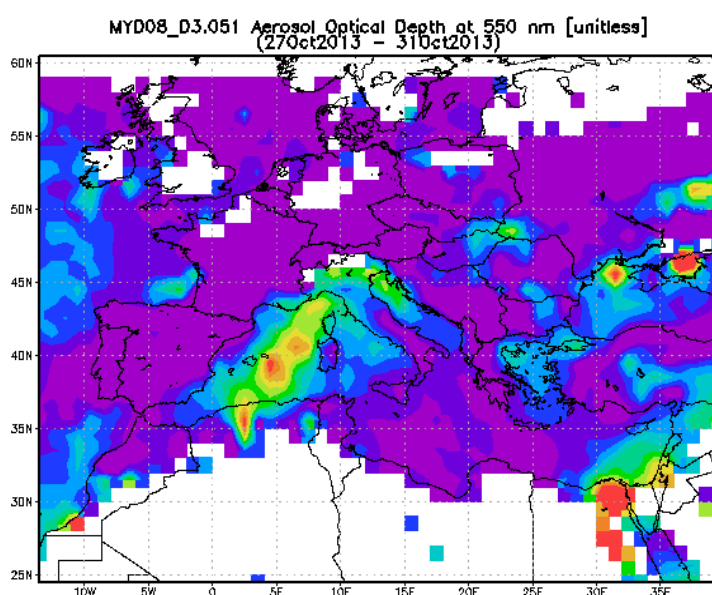 MYD08_D3.051 Aerosol Optical Depth at 550 nm [unitless]
(27Oct2013 - 31Oct2013)
60N
55N
50N
45N
40N
35N
30N
25N
10W 5W 0 5E 10E 15E 20E 25E 30E 35E